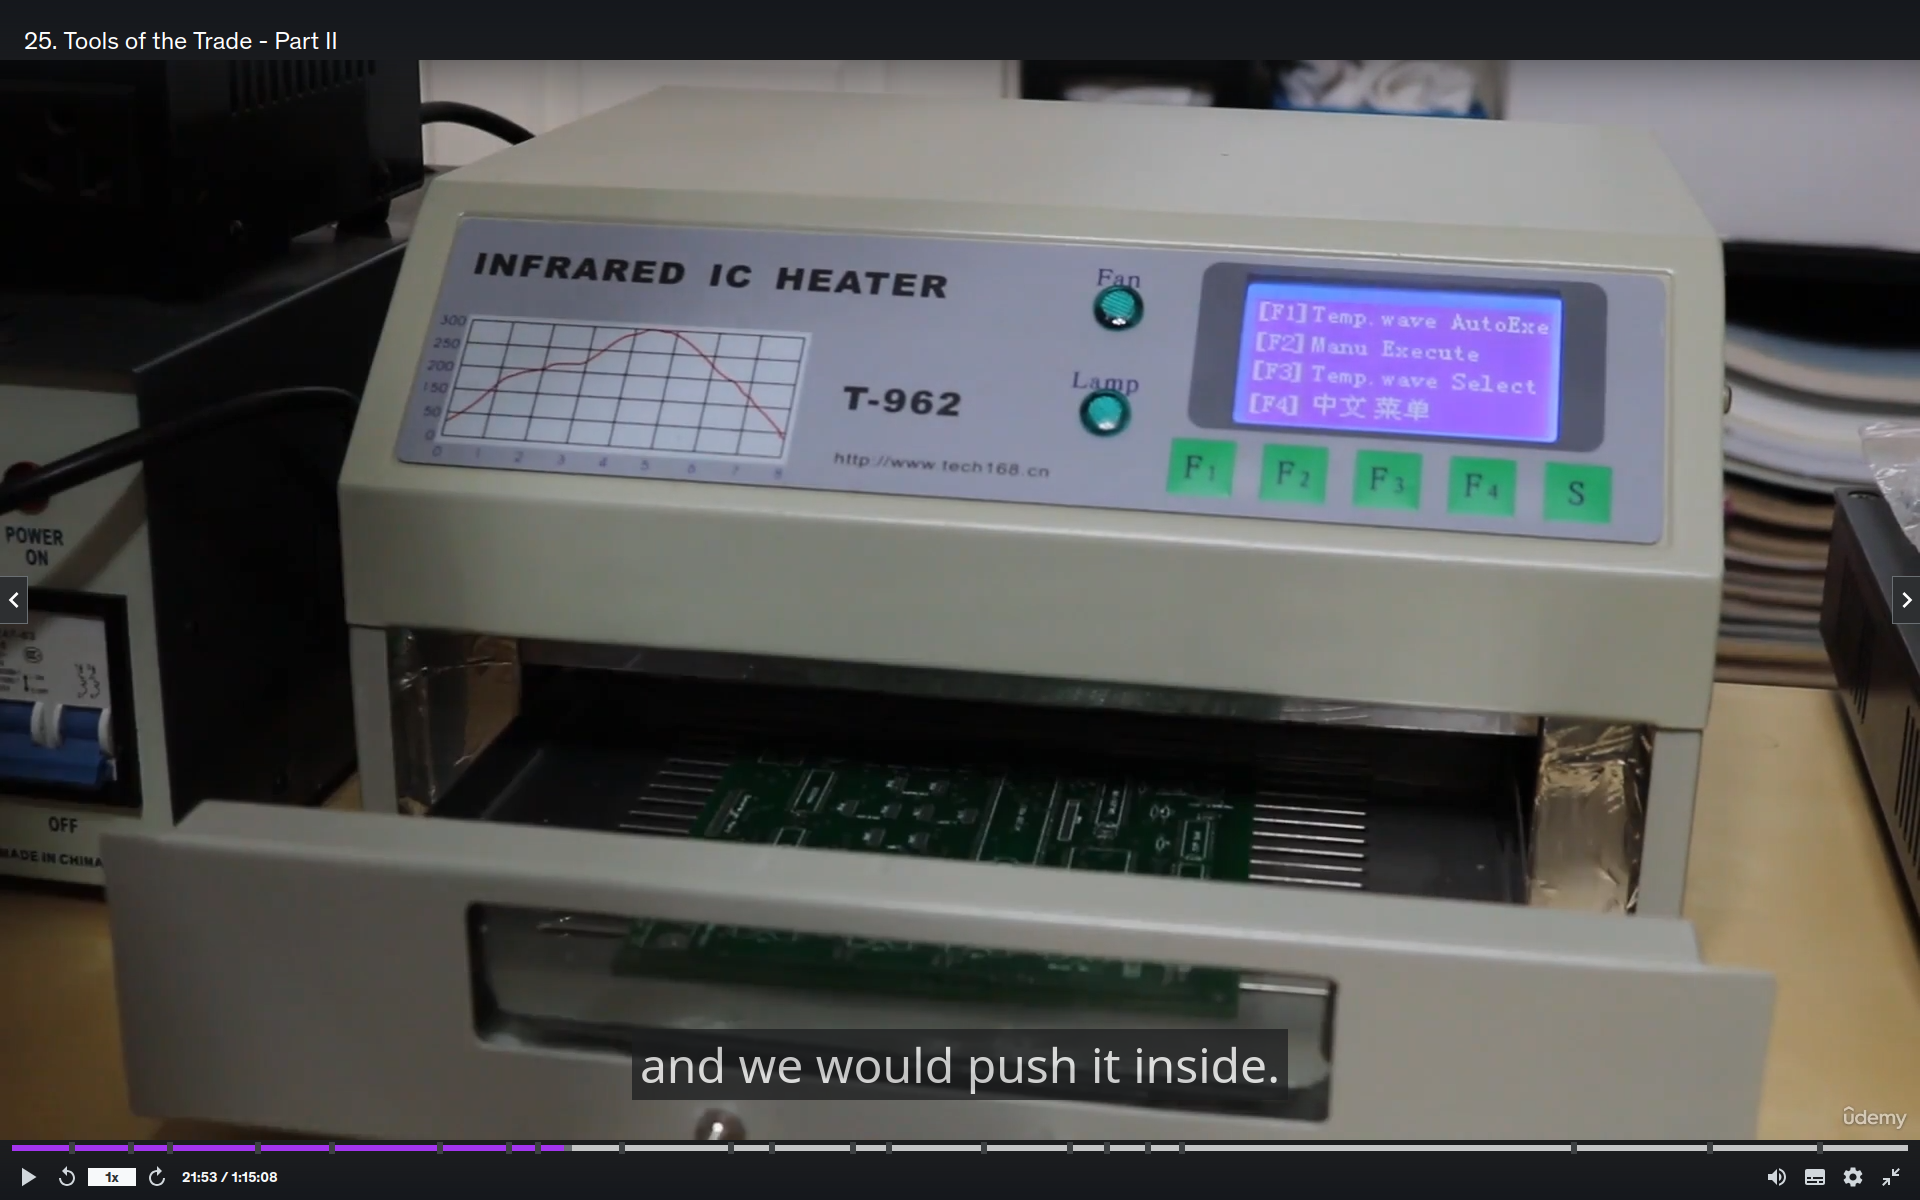 25. Tools of the Trade - Part II
INFRARED IC HEATER
300
250
200
150
50
0
0 1 2 3 4 5 6 7 8
T-962
http://www.tech168.cn
Fan
Lamp
[F1]Temp.wave AutoExe
[F2]Manu Execute
[F3]Temp.wave Select
[F4]中文菜单
F1 F2 F3 F4 S
POWER
ON
OFF
MADE IN CHINA
and we would push it inside.
ûdemy
1x
21:53 / 1:15:08